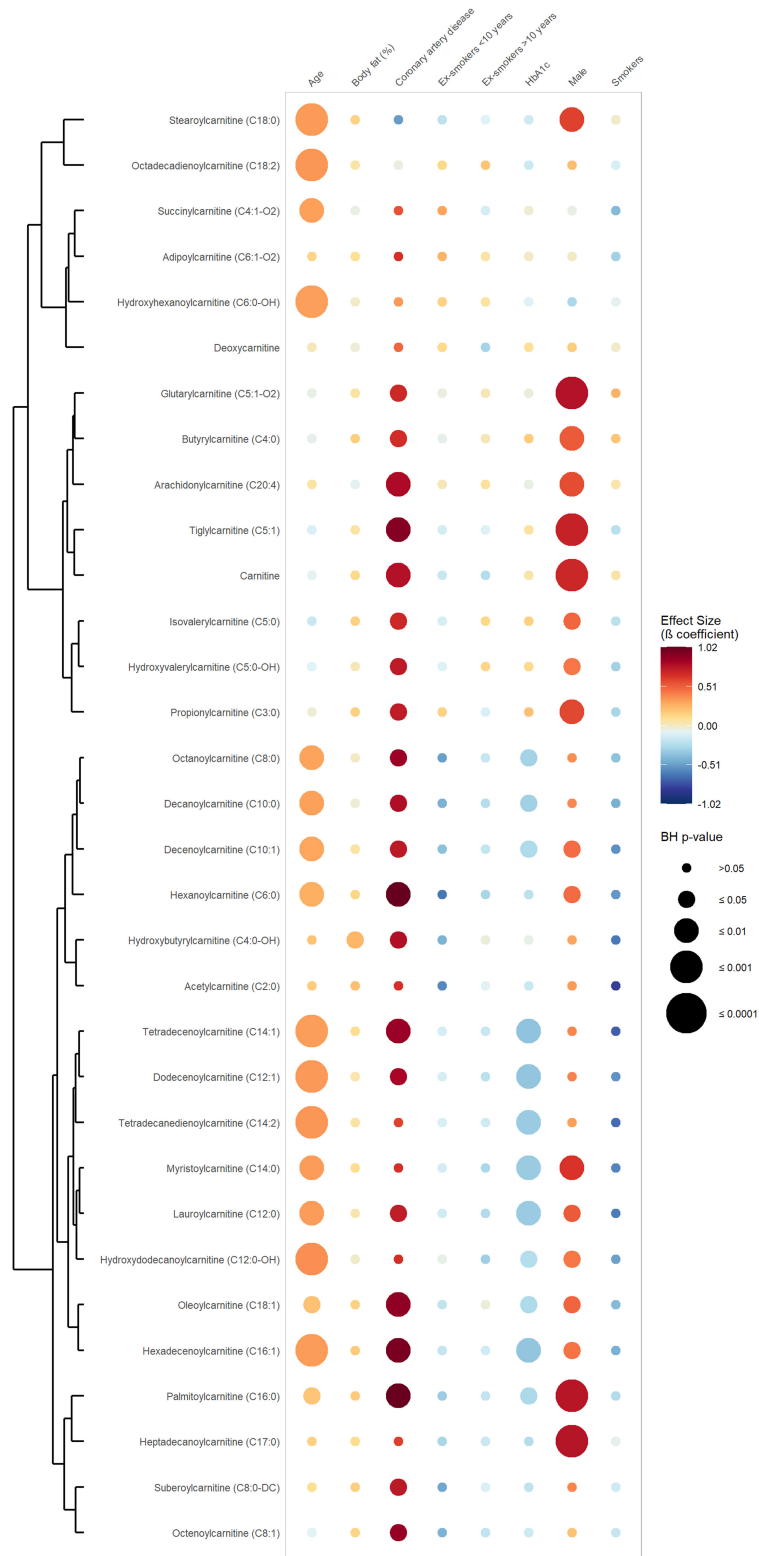 Age
Body fat (%)
Coronary artery disease
Ex-smokers <10 years
Ex-smokers >10 years
HbA1c
Male
Smokers
Stearoylcarnitine (C18:0)
Octadecadienoylcarnitine (C18:2)
Succinylcarnitine (C4:1-O2)
Adipoylcarnitine (C6:1-O2)
Hydroxyhexanoylcarnitine (C6:0-OH)
Deoxycarnitine
Glutarylcarnitine (C5:1-O2)
Butyrylcarnitine (C4:0)
Arachidonylcarnitine (C20:4)
Tiglylcarnitine (C5:1)
Carnitine
Isovalerylcarnitine (C5:0)
Hydroxyvalerylcarnitine (C5:0-OH)
Propionylcarnitine (C3:0)
Octanoylcarnitine (C8:0)
Decanoylcarnitine (C10:0)
Decenoylcarnitine (C10:1)
Hexanoylcarnitine (C6:0)
Hydroxybutyrylcarnitine (C4:0-OH)
Acetylcarnitine (C2:0)
Tetradecenoylcarnitine (C14:1)
Dodecenoylcarnitine (C12:1)
Tetradecanedienoylcarnitine (C14:2)
Myristoylcarnitine (C14:0)
Lauroylcarnitine (C12:0)
Hydroxydodecanoylcarnitine (C12:0-OH)
Oleoylcarnitine (C18:1)
Hexadecenoylcarnitine (C16:1)
Palmitoylcarnitine (C16:0)
Heptadecanoylcarnitine (C17:0)
Suberoylcarnitine (C8:0-DC)
Octenoylcarnitine (C8:1)
Effect Size
(ß coefficient)
1.02
0.51
0.00
-0.51
-1.02
BH p-value
>0.05
≤ 0.05
≤ 0.01
≤ 0.001
≤ 0.0001